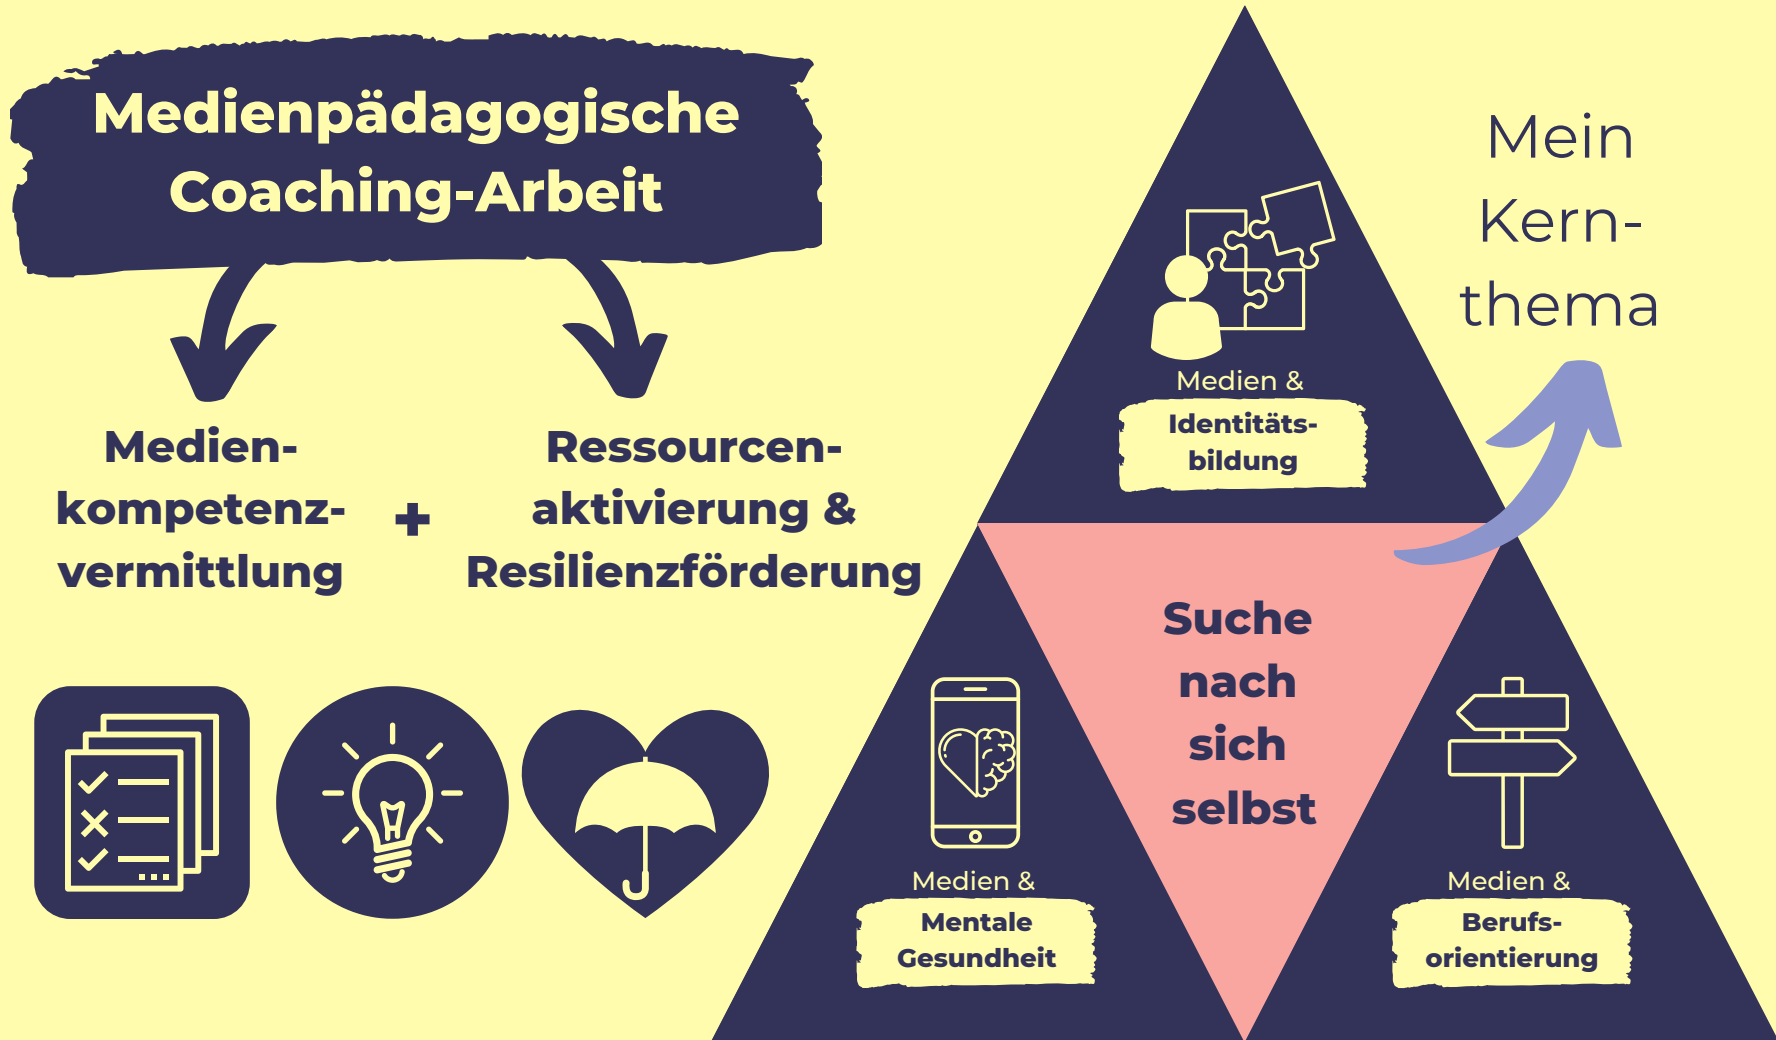 Medienpädagogische
Coaching-Arbeit
Medien-
kompetenz-
vermittlung
+
Ressourcen-
aktivierung &
Resilienzförderung
Mein
Kern-
thema
Medien &
Identitäts-
bildung
Suche
nach
sich
selbst
Medien &
Mentale
Gesundheit
Medien &
Berufs-
orientierung